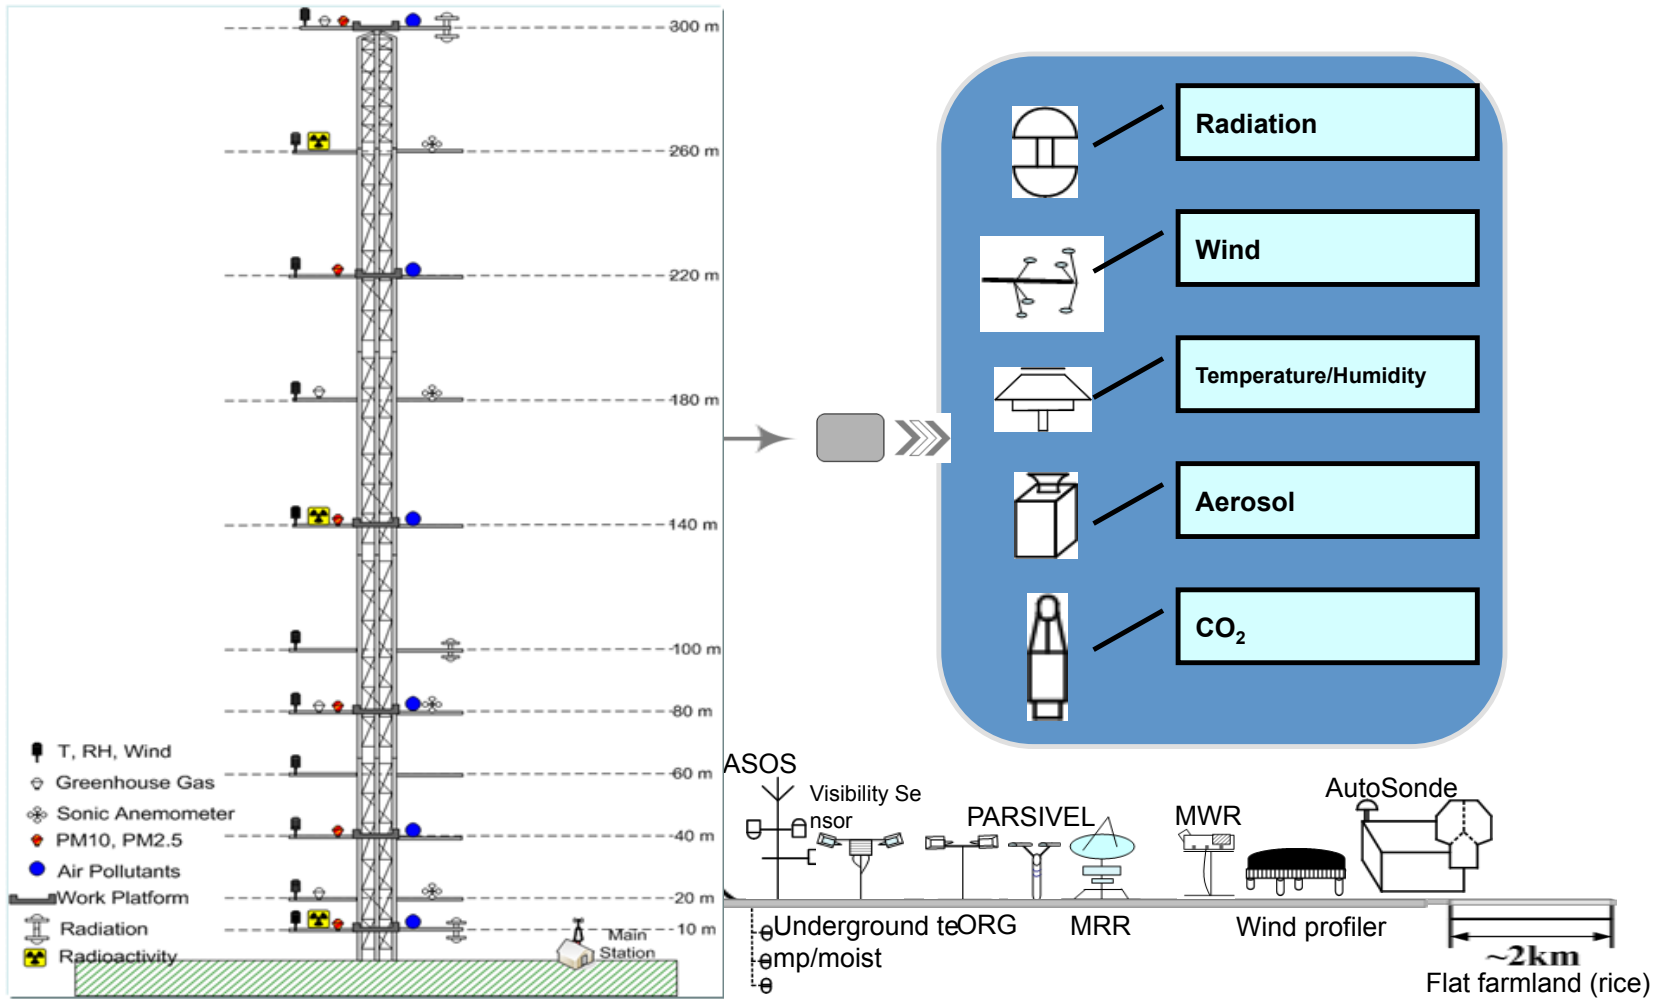 300 m
260 m
220 m
180 m
140 m
100 m
80 m
60 m
40 m
20 m
10 m
T, RH, Wind
Greenhouse Gas
Sonic Anemometer
PM10, PM2.5
Air Pollutants
Work Platform
Radiation
Radioactivity
Main
Station
Radiation
Wind
Temperature/Humidity
Aerosol
CO₂
ASOS
Visibility Se
nsor
PARSIVEL
MWR
AutoSonde
Underground te
mp/moist
ORG
MRR
Wind profiler
~2km
Flat farmland (rice)